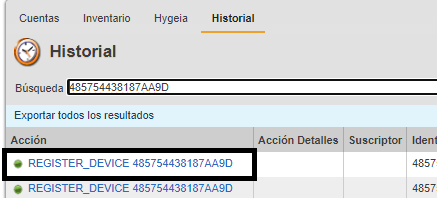 Cuentas Inventario Hygeia Historial
Historial
Búsqueda 485754438187AA9D
Exportar todos los resultados
Acción Acción Detalles Suscriptor Ident
REGISTER_DEVICE 485754438187AA9D 4857
REGISTER_DEVICE 485754438187AA9D 4857